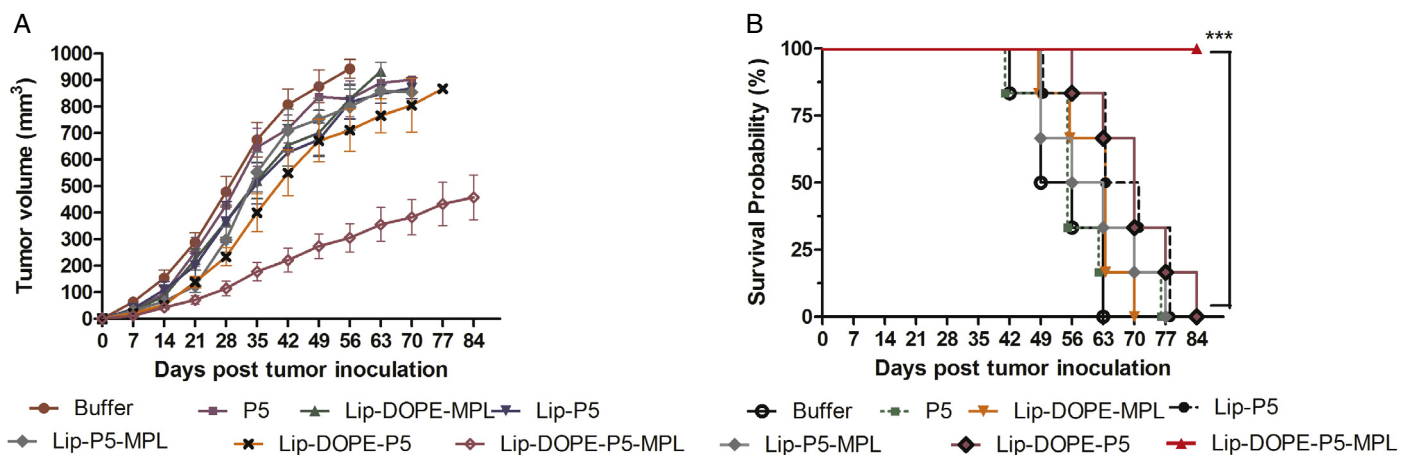 A
Tumor volume (mm³)
1000
900
800
700
600
500
400
300
200
100
0
0 7 14 21 28 35 42 49 56 63 70 77 84
Days post tumor inoculation
Buffer P5 Lip-DOPE-MPL Lip-P5
Lip-P5-MPL Lip-DOPE-P5 Lip-DOPE-P5-MPL
B
***
Survival Probability (%)
100
75
50
25
0
0 7 14 21 28 35 42 49 56 63 70 77 84
Days post tumor inoculation
Buffer P5 Lip-DOPE-MPL Lip-P5
Lip-P5-MPL Lip-DOPE-P5 Lip-DOPE-P5-MPL